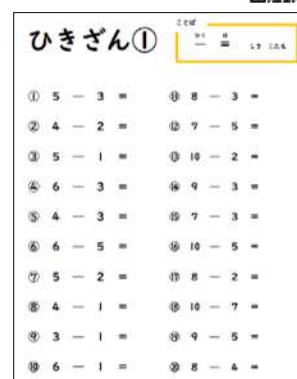 ひきざん①
ことば
ひく は
− =
しき こたえ
① 5 − 3 =
② 4 − 2 =
③ 5 − 1 =
④ 6 − 3 =
⑤ 4 − 3 =
⑥ 6 − 5 =
⑦ 5 − 2 =
⑧ 4 − 1 =
⑨ 3 − 1 =
⑩ 6 − 1 =
⑪ 8 − 3 =
⑫ 7 − 5 =
⑬ 10 − 2 =
⑭ 9 − 3 =
⑮ 7 − 3 =
⑯ 10 − 5 =
⑰ 8 − 2 =
⑱ 10 − 7 =
⑲ 9 − 5 =
⑳ 8 − 4 =